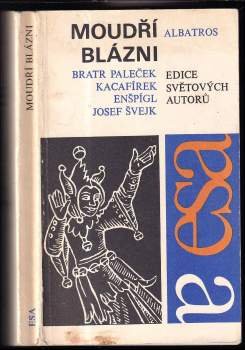 MOUDŘÍ BLÁZNI
ESA
MOUDŘÍ ALBATROS
BLÁZNI
BRATR PALEČEK EDICE
KACAFÍREK SVĚTOVÝCH
ENŠPÍGL AUTORŮ
JOSEF ŠVEJK
esa
a